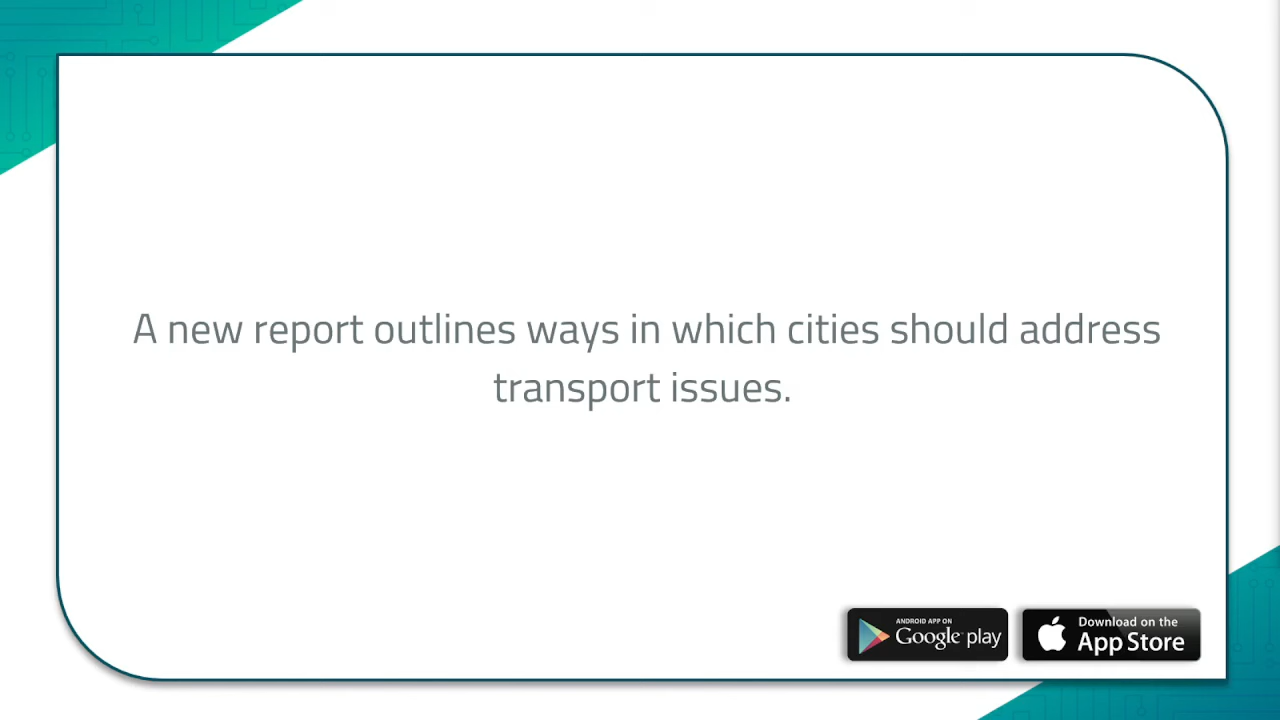 A new report outlines ways in which cities should address
transport issues.
ANDROID APP ON
Google play
Download on the
App Store